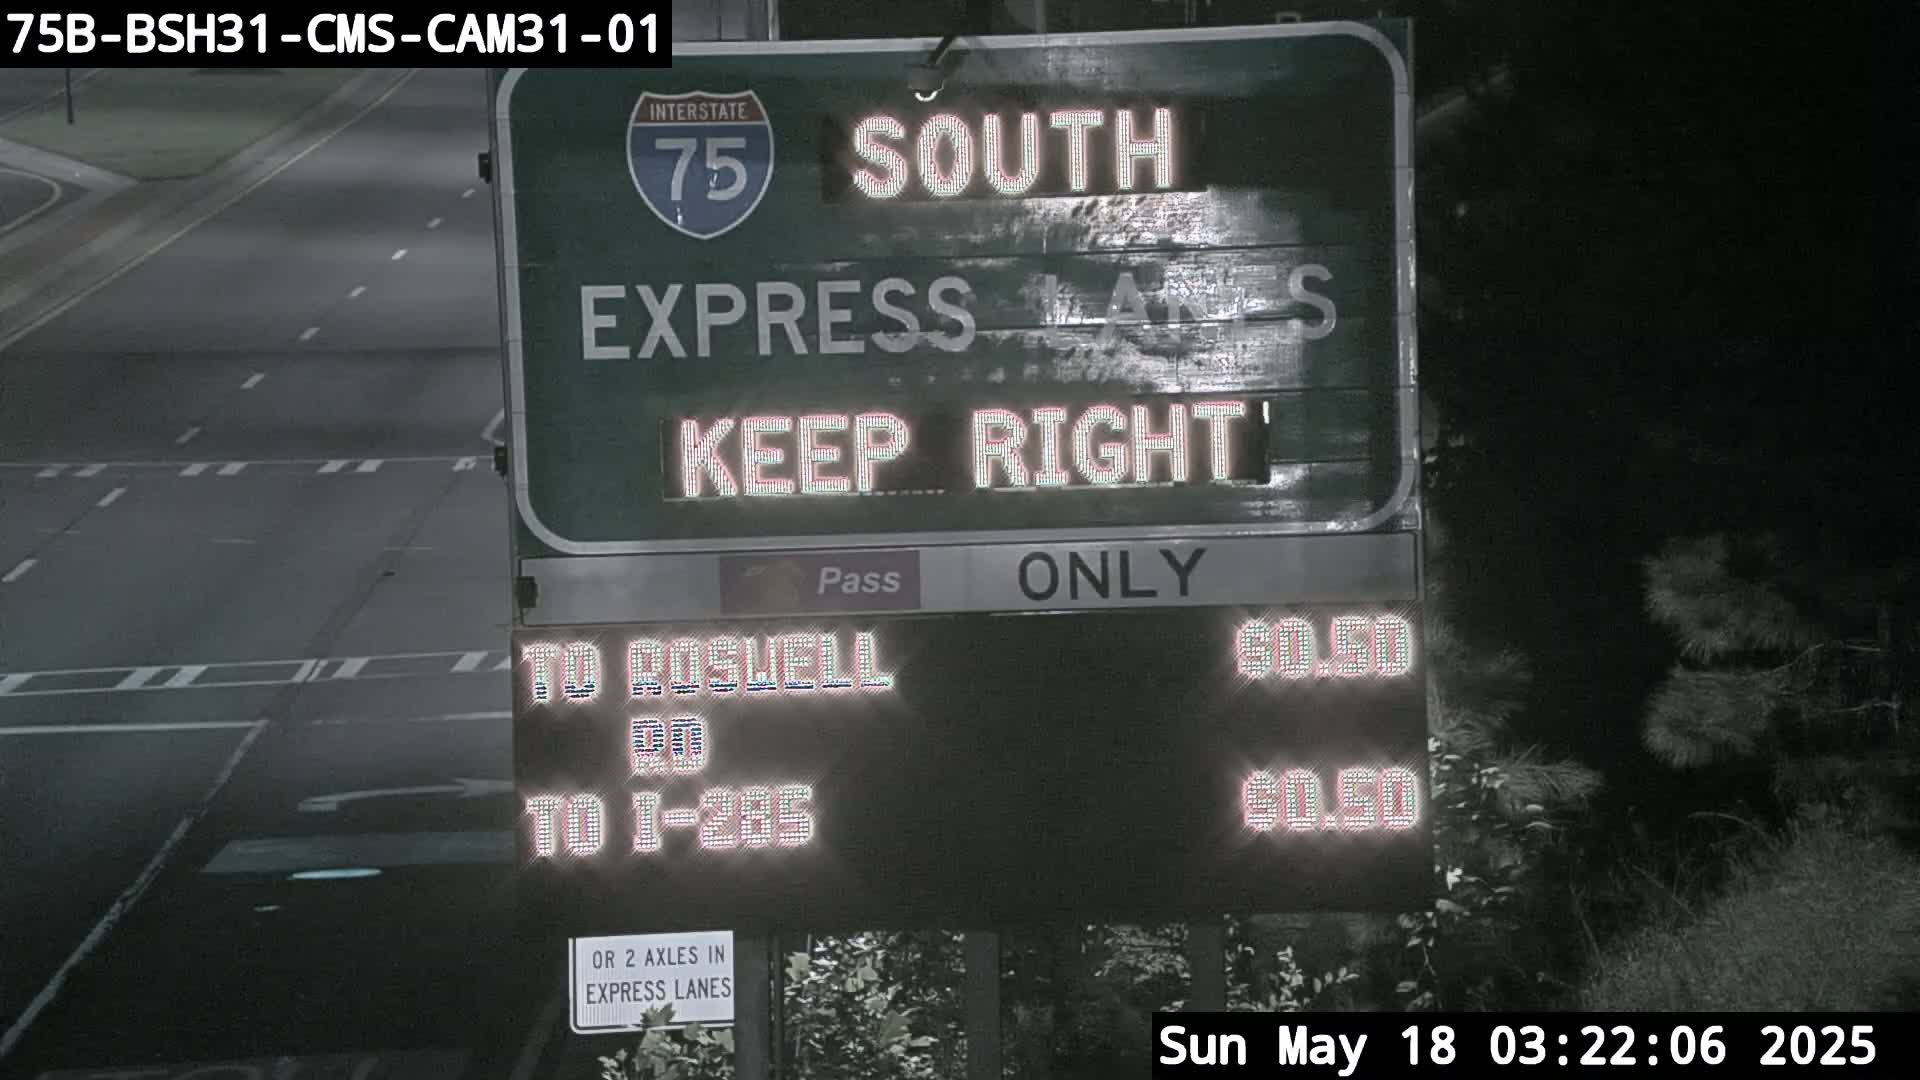 75B-BSH31-CMS-CAM31-01
INTERSTATE
75
SOUTH
EXPRESS LANES
KEEP RIGHT
Pass ONLY
TO ROSWELL $0.50
RD
TO I-285 $0.50
OR 2 AXLES IN
EXPRESS LANES
Sun May 18 03:22:06 2025